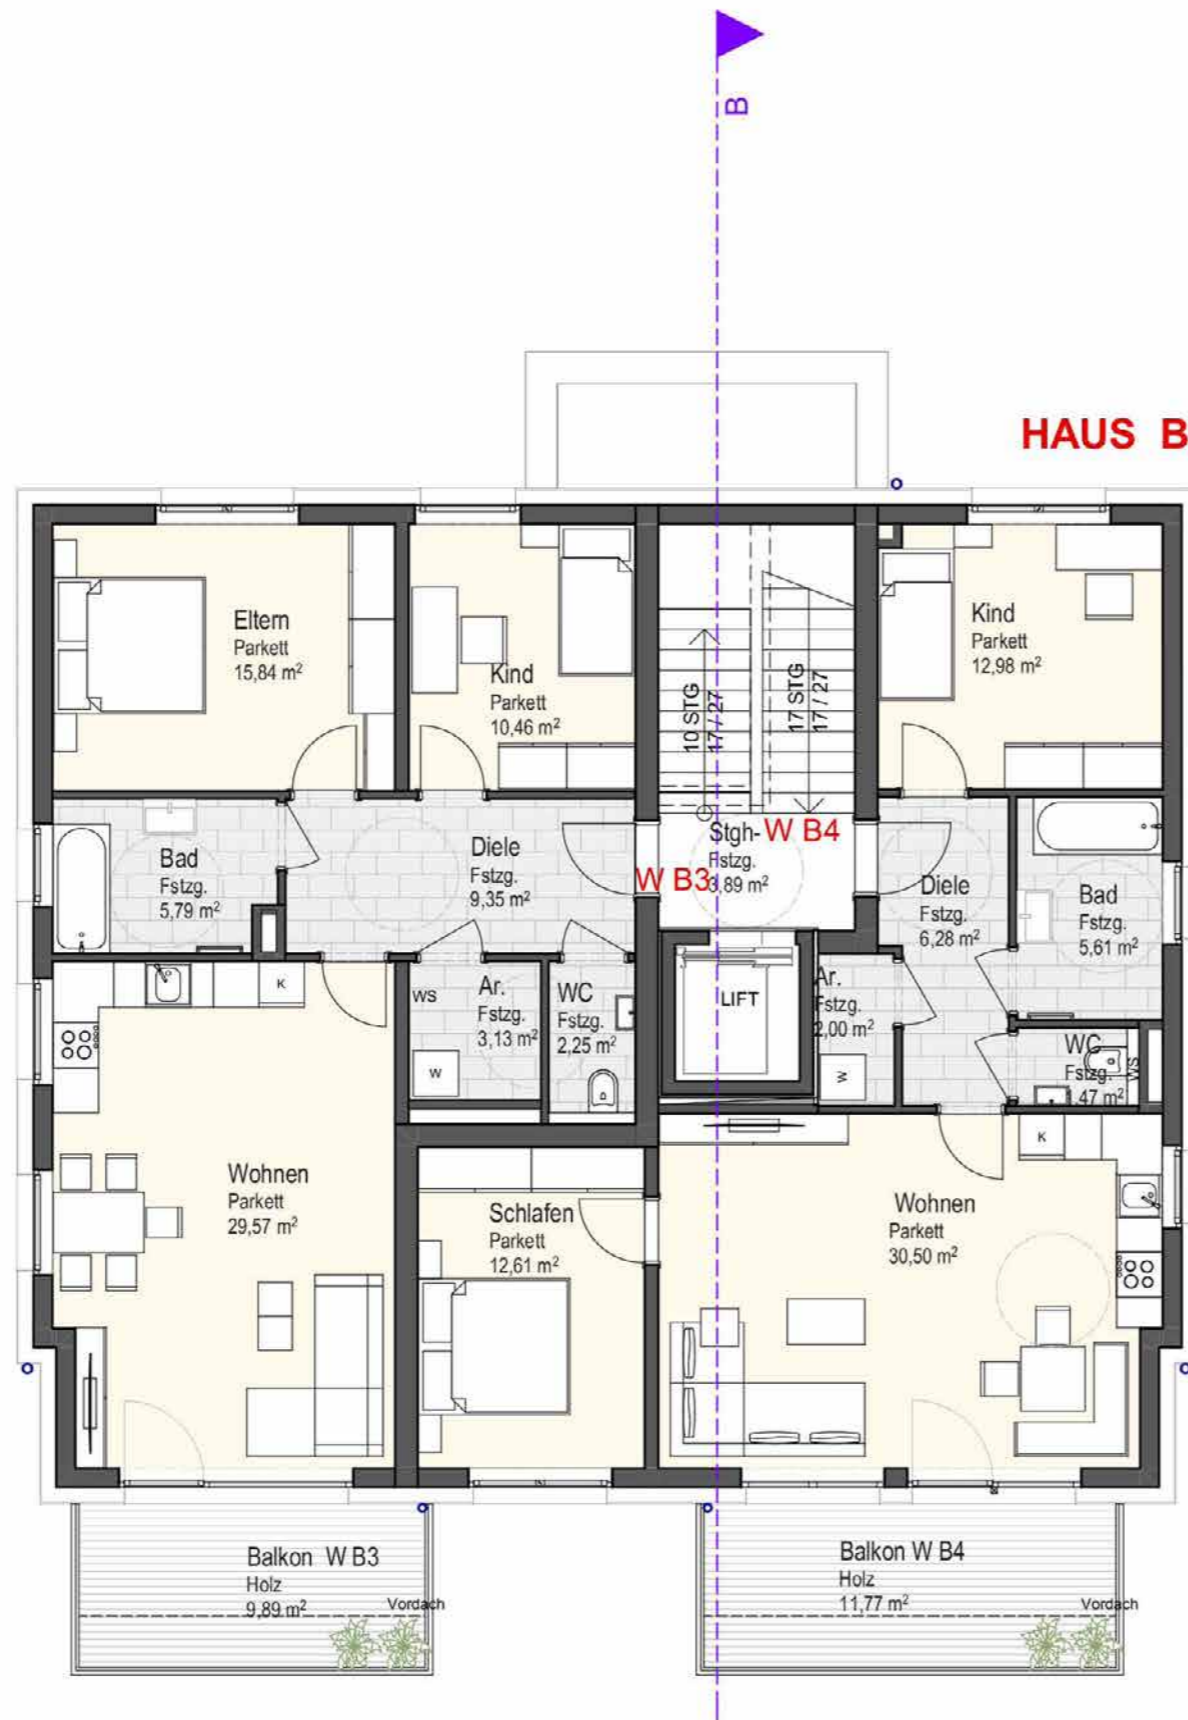 B
HAUS B
Eltern
Parkett
15,84 m²
Kind
Parkett
10,46 m²
10 STG
17 / 27
17 STG
17 / 27
Kind
Parkett
12,98 m²
Bad
Fstzg.
5,79 m²
Diele
Fstzg.
9,35 m²
W B3
Stgh-
Fstzg.
3,89 m²
W B4
Diele
Fstzg.
6,28 m²
Bad
Fstzg.
5,61 m²
K
WS
Ar.
Fstzg.
3,13 m²
W
WC
Fstzg.
2,25 m²
LIFT
Ar.
Fstzg.
2,00 m²
W
WC
Fstzg.
,47 m²
WS
Wohnen
Parkett
29,57 m²
Schlafen
Parkett
12,61 m²
K
Wohnen
Parkett
30,50 m²
Balkon W B3
Holz
9,89 m²
Vordach
Balkon W B4
Holz
11,77 m²
Vordach